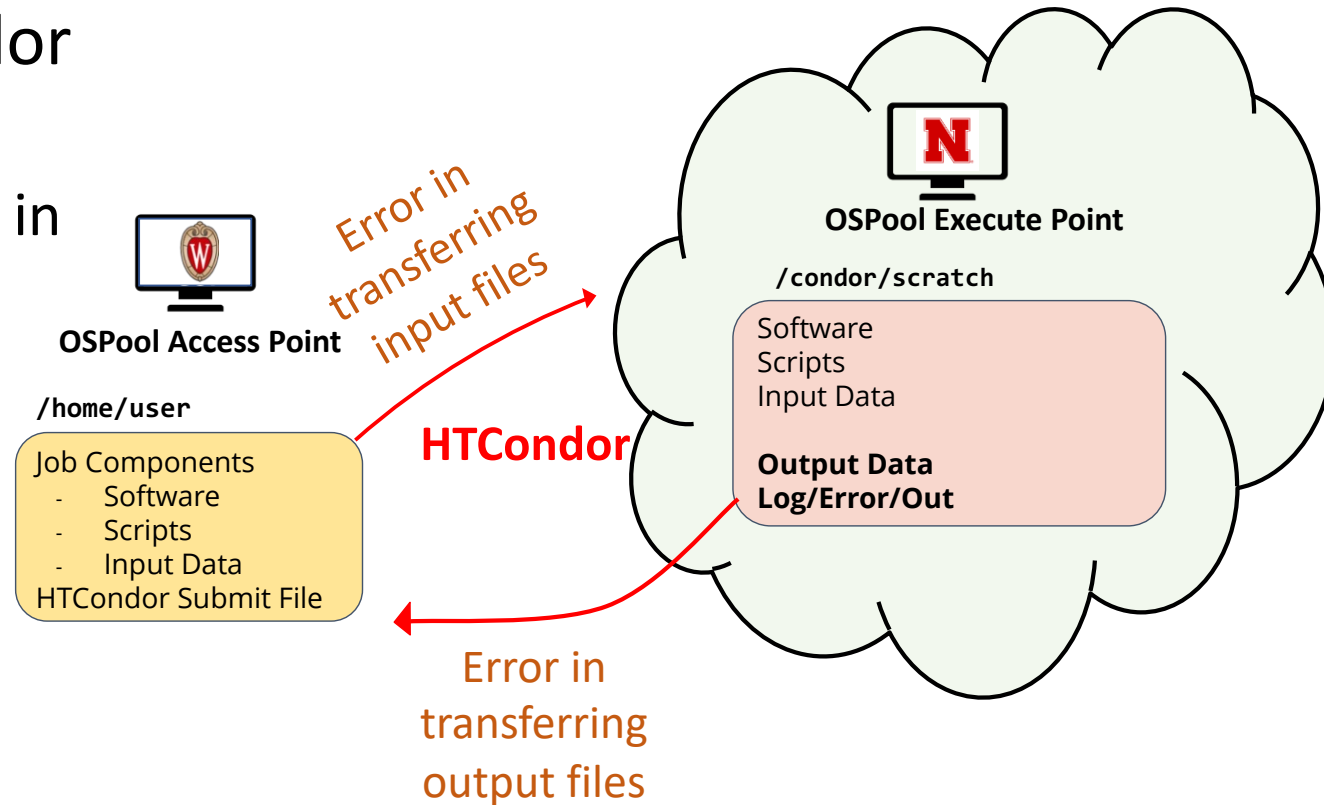 lor
in
W
OSPool Access Point
/home/user
Job Components
- Software
- Scripts
- Input Data
HTCondor Submit File
Error in
transferring
input files
HTCondor
N
OSPool Execute Point
/condor/scratch
Software
Scripts
Input Data
Output Data
Log/Error/Out
Error in
transferring
output files